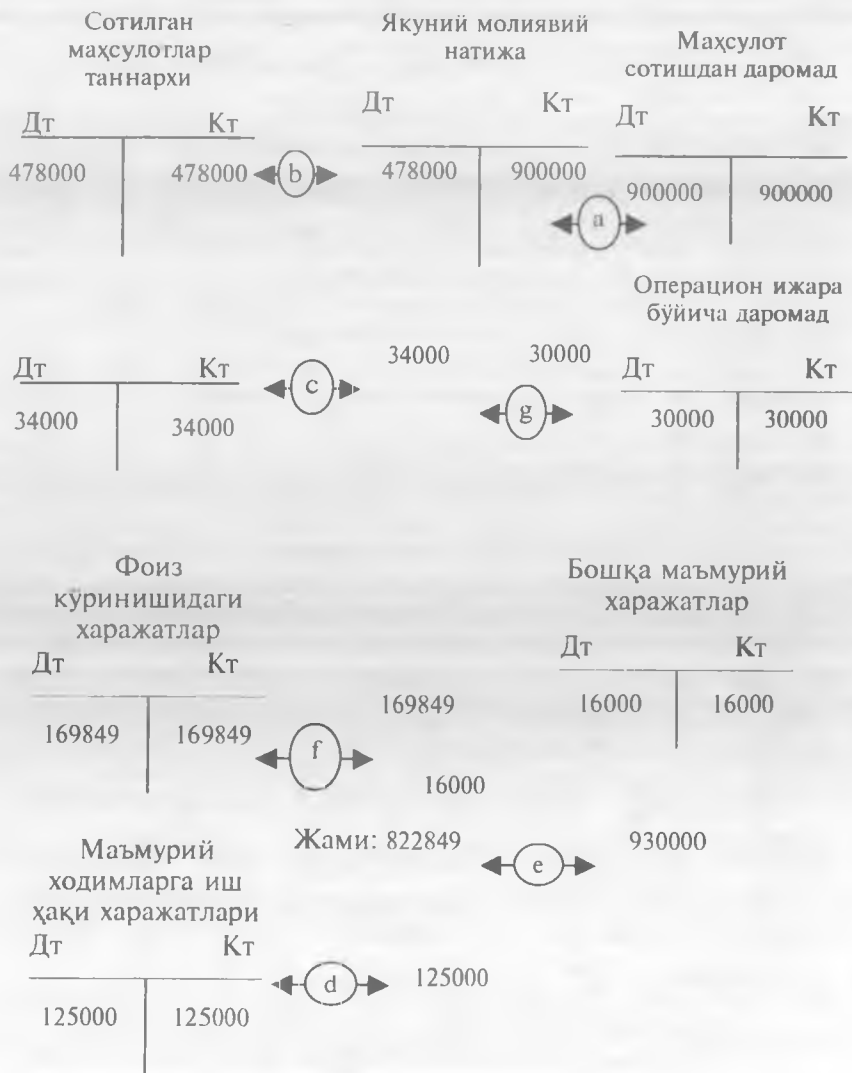 Сотилган
маҳсулотлар
таннархи
Дт Кт
478000 478000
b
Якуний молиявий
натижа
Дт Кт
478000 900000
a
Маҳсулот
сотишдан даромад
Дт Кт
900000 900000
Дт Кт
34000 34000
c
34000 30000
g
Операцион ижара
бўйича даромад
Дт Кт
30000 30000
Фоиз
кўринишидаги
харажатлар
Дт Кт
169849 169849
f
169849
16000
Бошқа маъмурий
харажатлар
Дт Кт
16000 16000
Жами: 822849
e
930000
Маъмурий
ходимларга иш
ҳақи харажатлари
Дт Кт
125000 125000
d
125000